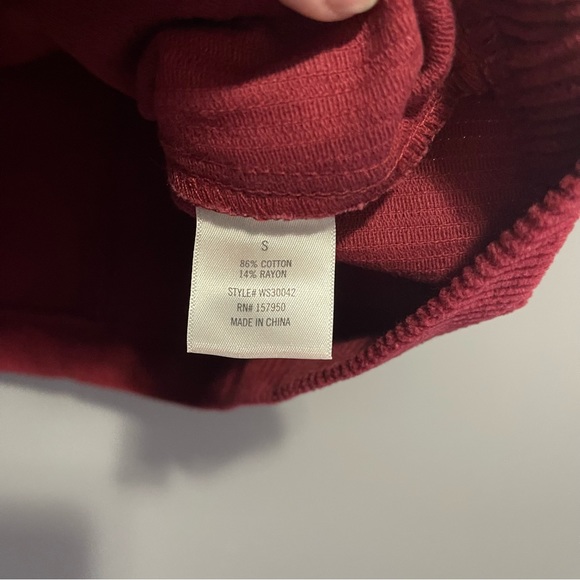 S
86% COTTON
14% RAYON
STYLE# WS30042
RN# 157950
MADE IN CHINA